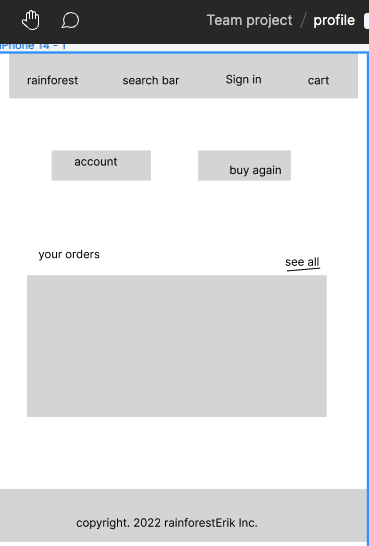 Team project / profile
iPhone 14 - 1
rainforest search bar Sign in cart
account buy again
your orders see all
copyright. 2022 rainforestErik Inc.